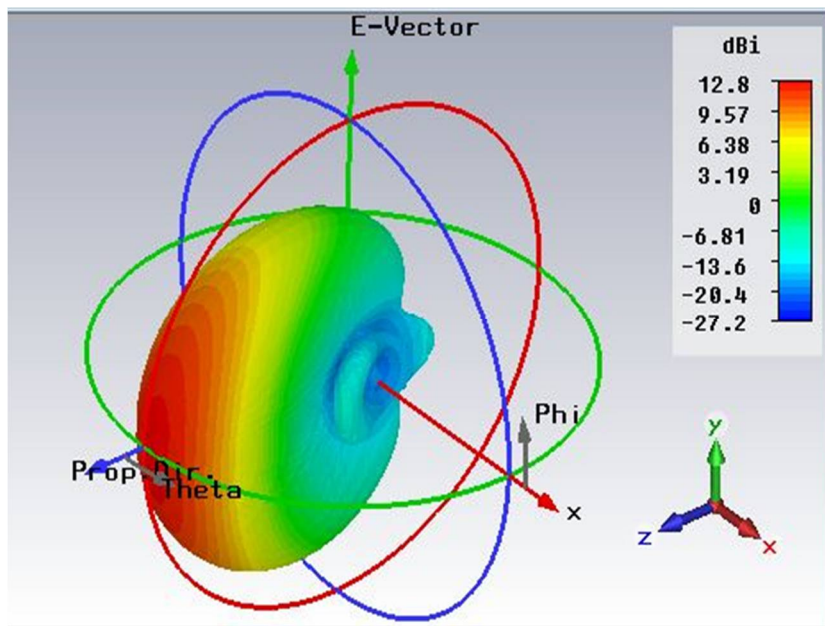 E-Vector
dBi
12.8
9.57
6.38
3.19
0
-6.81
-13.6
-20.4
-27.2
Phi
Prop.Dir.
Theta
x
y
z
x